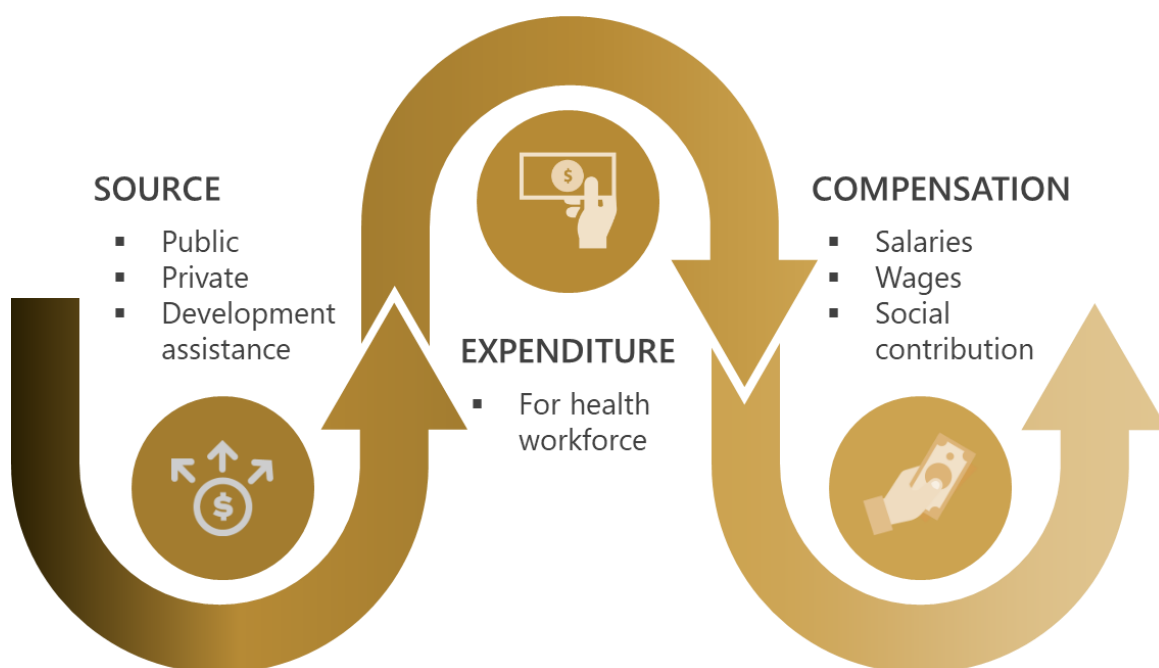 SOURCE
▪ Public
▪ Private
▪ Development
assistance
$
$
EXPENDITURE
▪ For health
workforce
COMPENSATION
▪ Salaries
▪ Wages
▪ Social
contribution